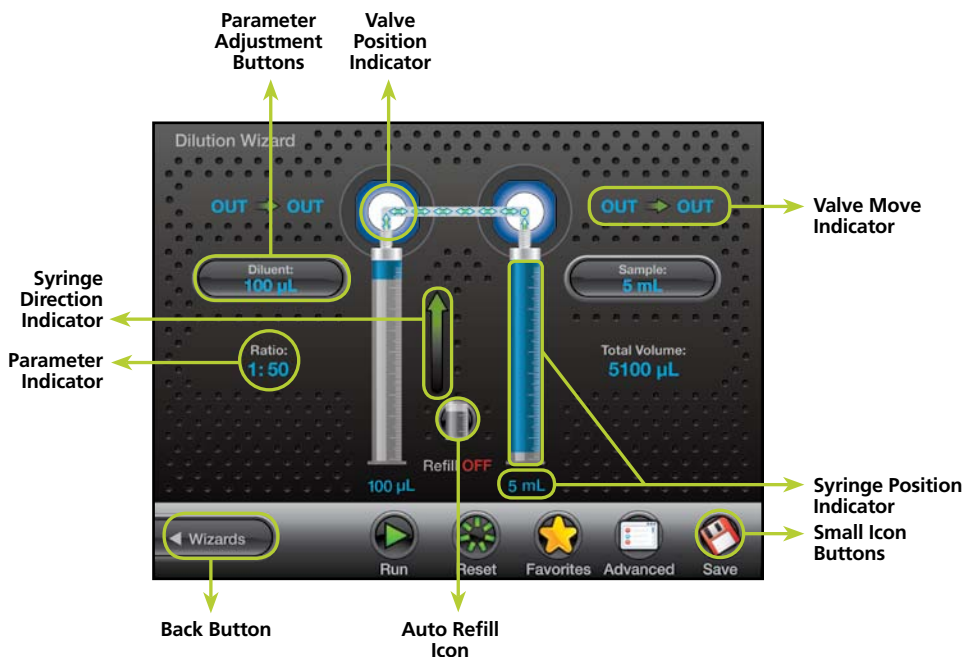 Parameter
Adjustment
Buttons
Valve
Position
Indicator
Dilution Wizard
OUT OUT
OUT OUT
Valve Move
Indicator
Diluent:
100 µL
Sample:
5 mL
Syringe
Direction
Indicator
Parameter
Indicator
Ratio:
1: 50
Total Volume:
5100 µL
Refill OFF
100 µL
5 mL
Syringe Position
Indicator
Small Icon
Buttons
Wizards
Run
Reset
Favorites
Advanced
Save
Back Button
Auto Refill
Icon